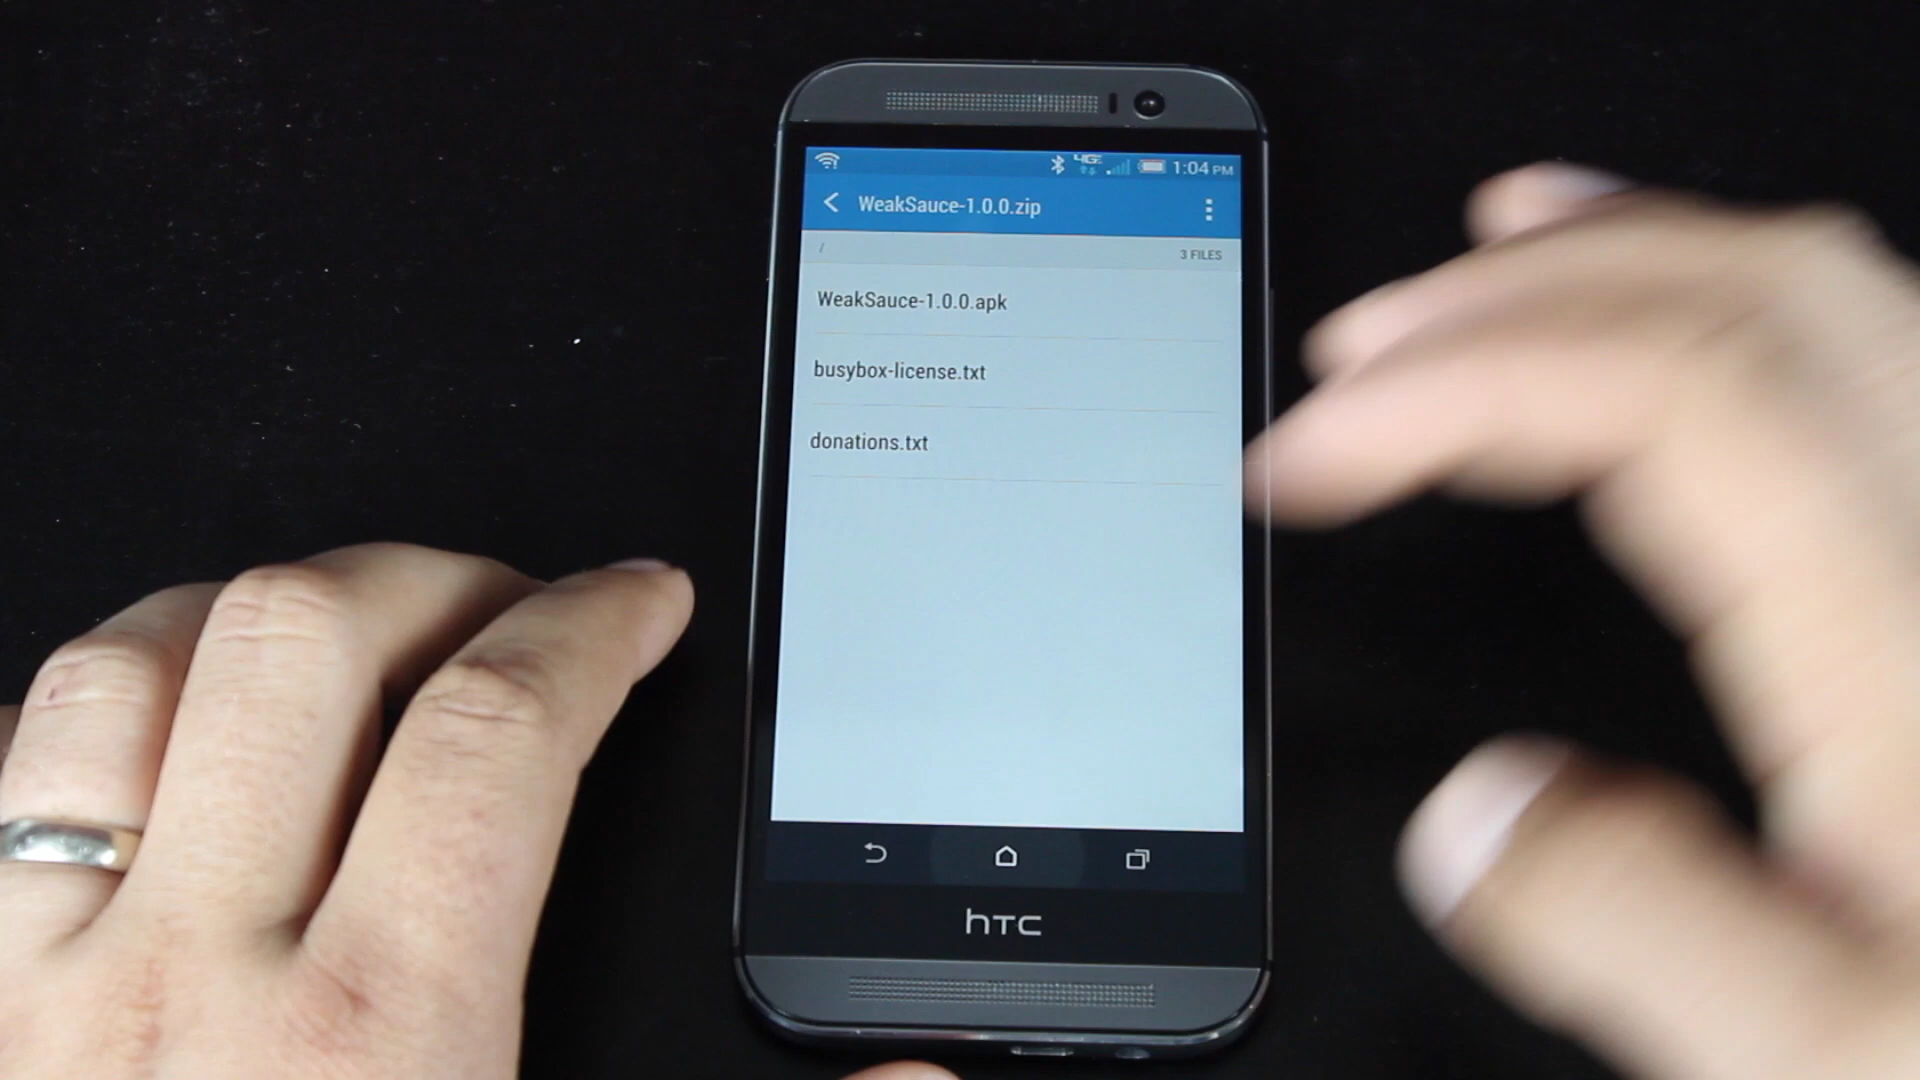 4G 1:04 PM
WeakSauce-1.0.0.zip
/ 3 FILES
WeakSauce-1.0.0.apk
busybox-license.txt
donations.txt
hTC